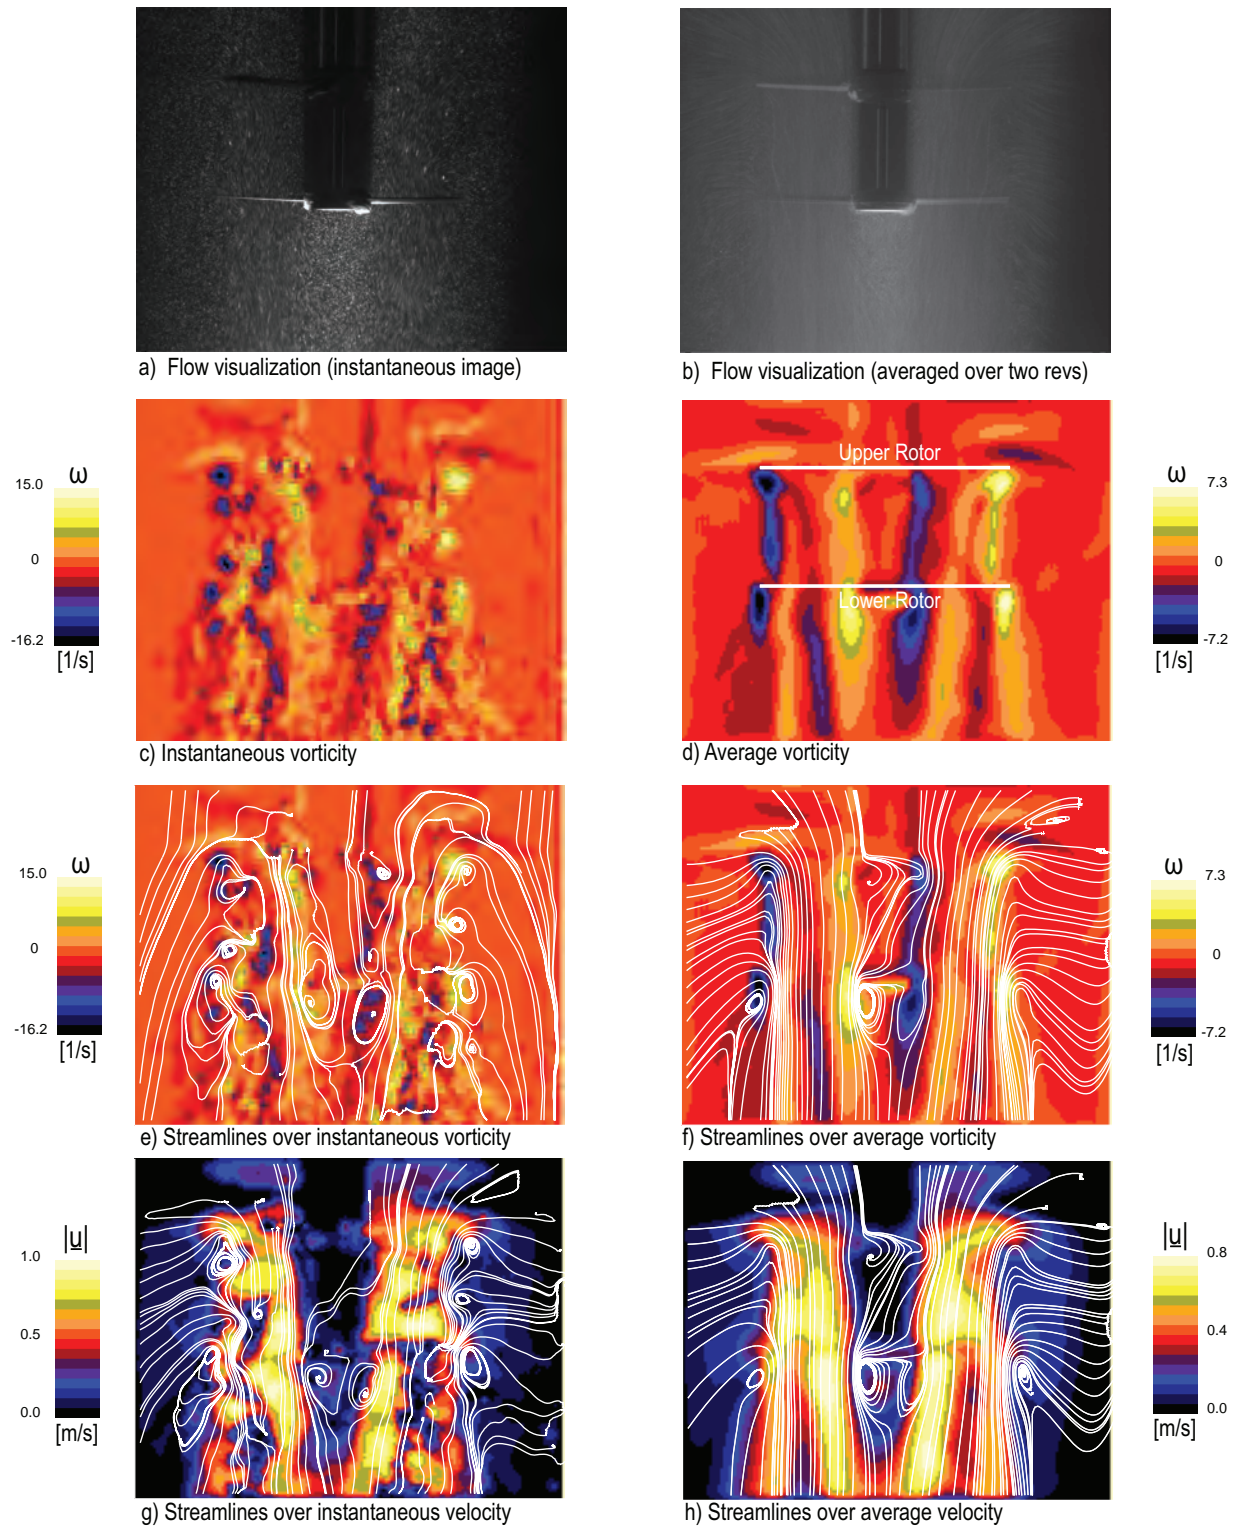 a) Flow visualization (instantaneous image)
b) Flow visualization (averaged over two revs)
ω
15.0
0
-16.2
[1/s]
Upper Rotor
Lower Rotor
ω
7.3
0
-7.2
[1/s]
c) Instantaneous vorticity
d) Average vorticity
ω
15.0
0
-16.2
[1/s]
ω
7.3
0
-7.2
[1/s]
e) Streamlines over instantaneous vorticity
f) Streamlines over average vorticity
|u|
1.0
0.5
0.0
[m/s]
|u|
0.8
0.4
0.0
[m/s]
g) Streamlines over instantaneous velocity
h) Streamlines over average velocity